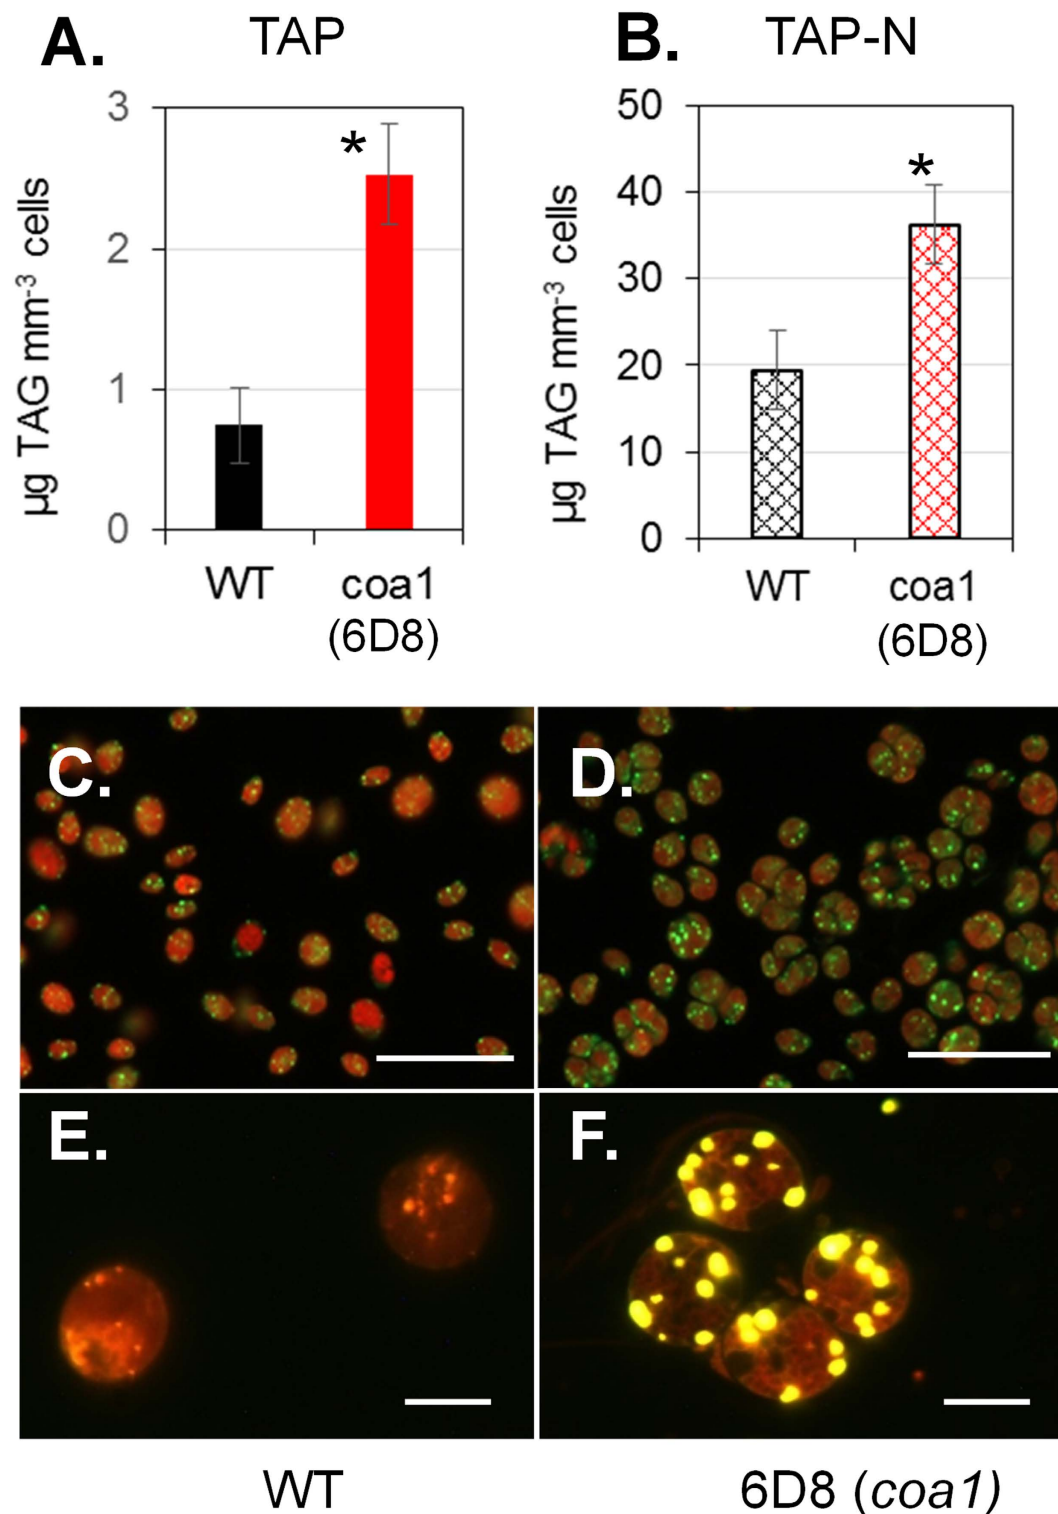 A. TAP
B. TAP-N
µg TAG mm-3 cells
3
2
1
0
WT
coa1
(6D8)
µg TAG mm-3 cells
50
40
30
20
10
0
WT
coa1
(6D8)
*
*
C.
D.
E.
F.
WT
6D8 (coa1)